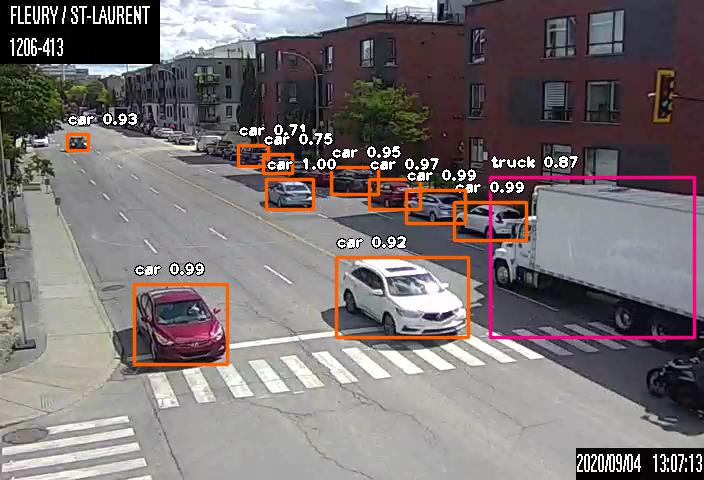 FLEURY / ST-LAURENT
1206-413
car 0.93
car 0.71
car 0.75
car 1.00
car 0.95
car 0.97
car 0.99
car 0.99
truck 0.87
car 0.92
car 0.99
2020/09/04 13:07:13